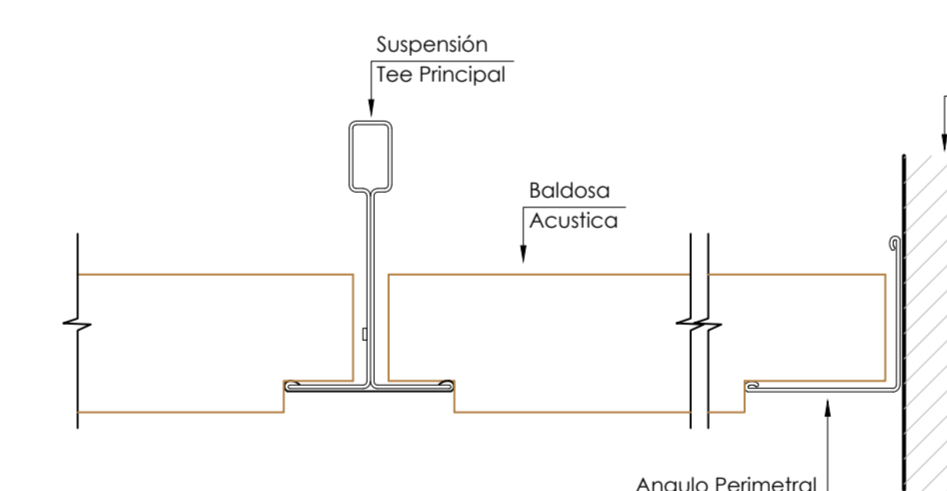 Suspensión
Tee Principal
Baldosa
Acustica
Angulo Perimetral